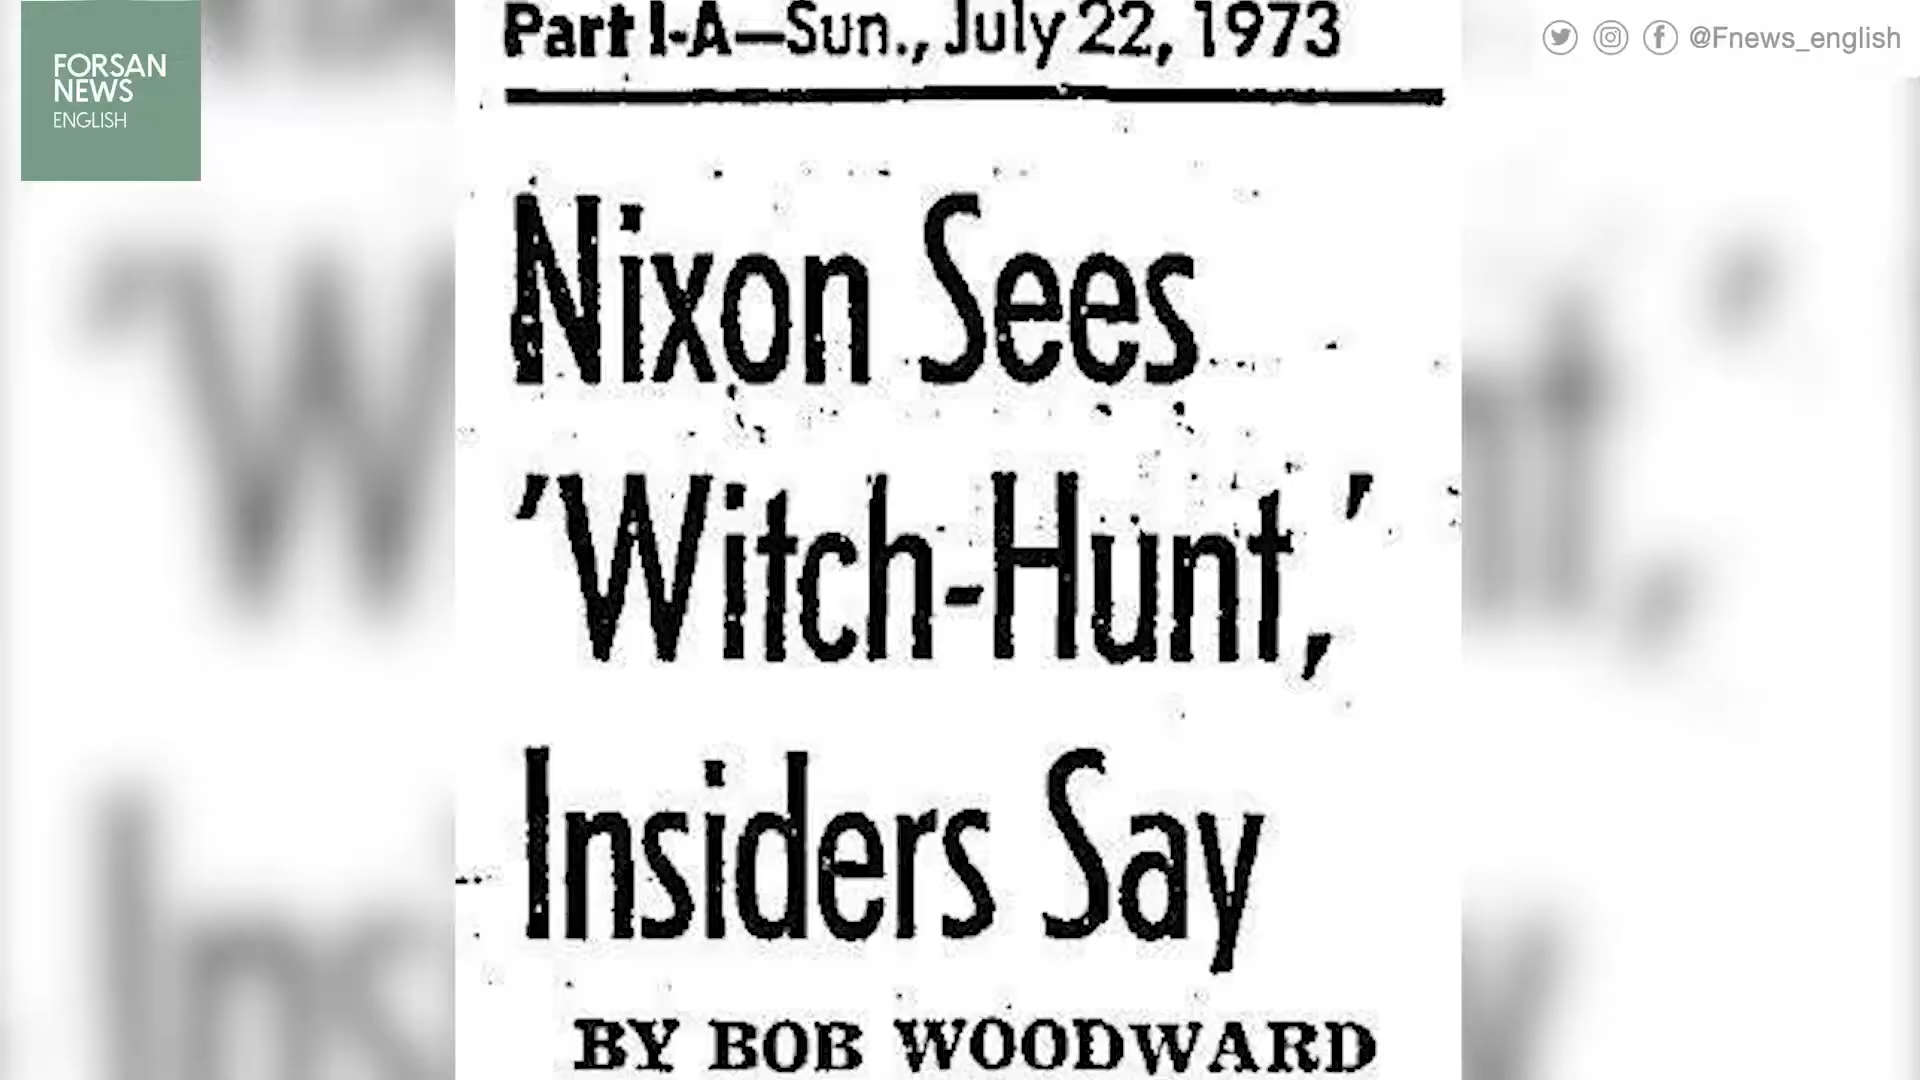 FORSAN
NEWS
ENGLISH
@Fnews_english
Part I-A—Sun., July 22, 1973
Nixon Sees
'Witch-Hunt,'
Insiders Say
BY BOB WOODWARD